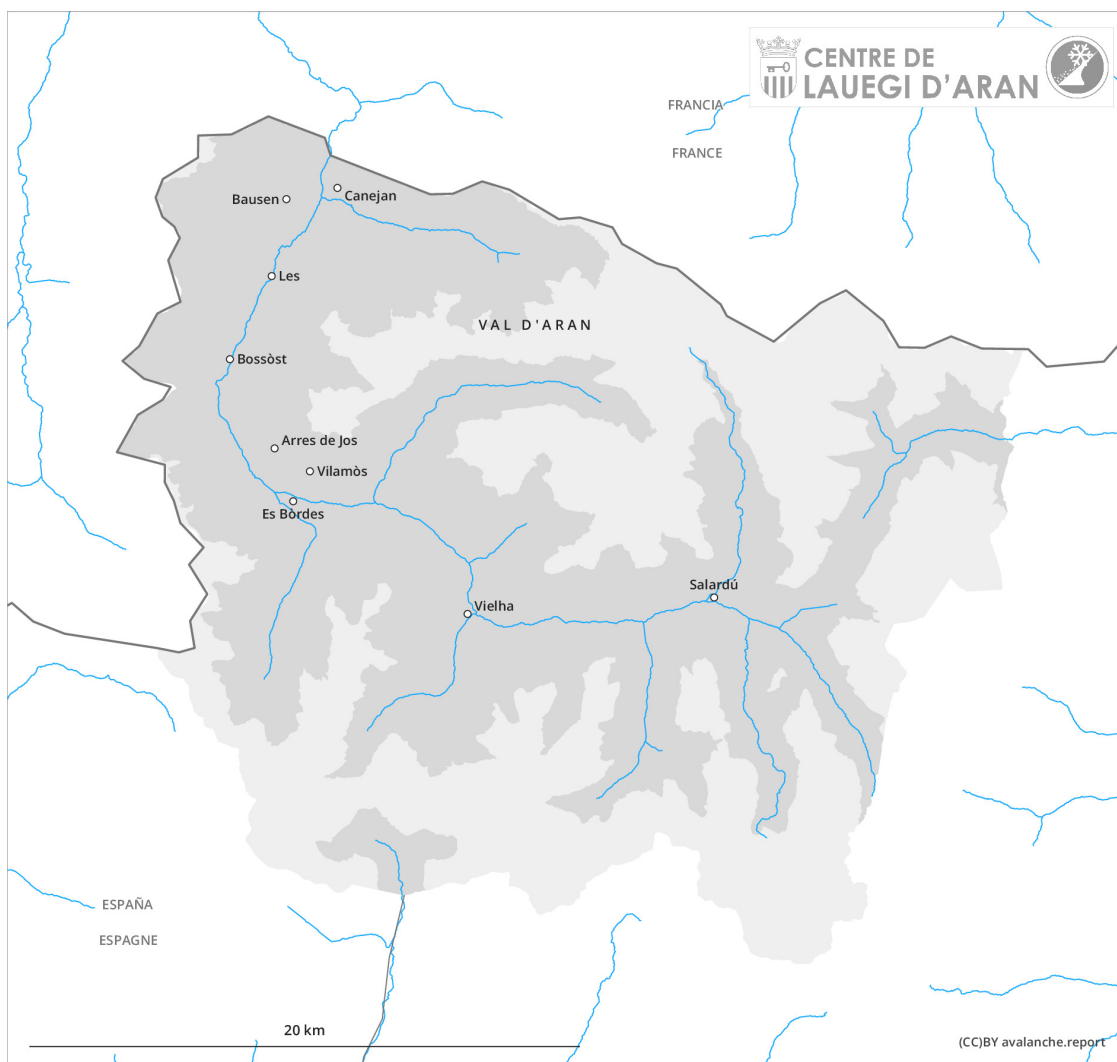 CENTRE DE
LAUEGI D'ARAN
FRANCIA
FRANCE
Bausen
Canejan
Les
VAL D'ARAN
Bossòst
Arres de Jos
Vilamòs
Es Bòrdes
Salardú
Vielha
ESPAÑA
ESPAGNE
20 km
(CC)BY avalanche.report